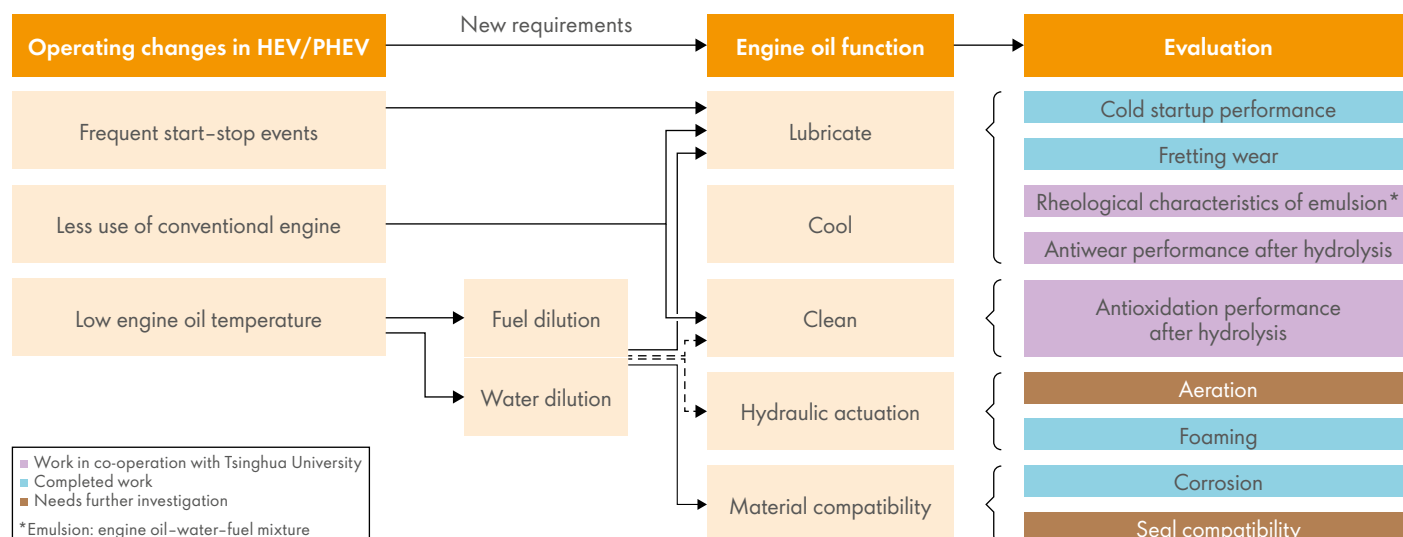 New requirements
Operating changes in HEV/PHEV
Engine oil function
Evaluation
Frequent start–stop events
Less use of conventional engine
Low engine oil temperature
Fuel dilution
Water dilution
Lubricate
Cool
Clean
Hydraulic actuation
Material compatibility
Cold startup performance
Fretting wear
Rheological characteristics of emulsion*
Antiwear performance after hydrolysis
Antioxidation performance
after hydrolysis
Aeration
Foaming
Corrosion
Seal compatibility
Work in co-operation with Tsinghua University
Completed work
Needs further investigation
*Emulsion: engine oil–water–fuel mixture